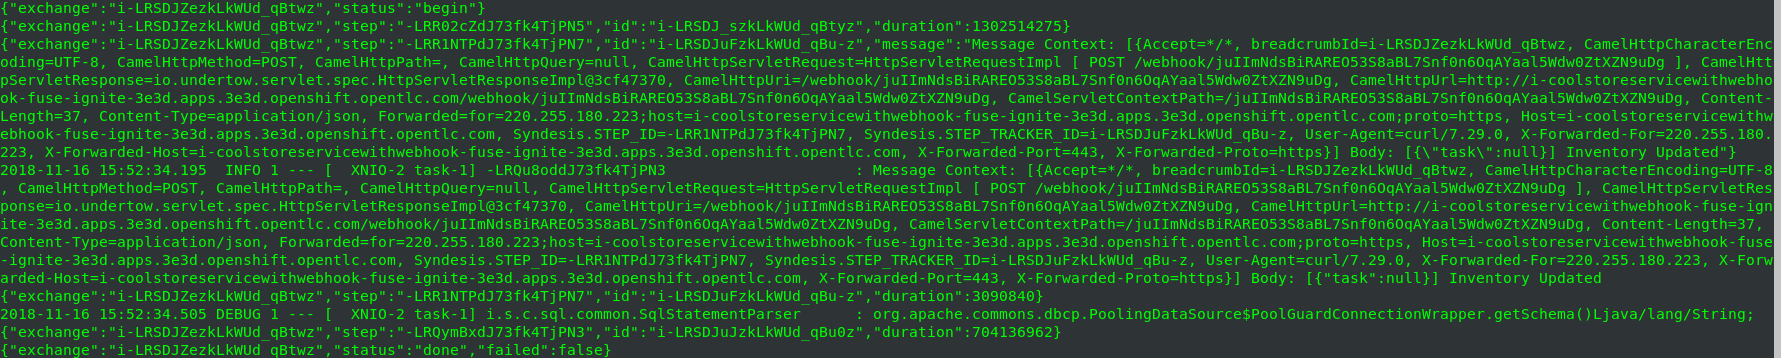 {"exchange":"i-LRSDJZezkLkWUd_qBtwz","status":"begin"}
{"exchange":"i-LRSDJZezkLkWUd_qBtwz","step":"-LRR02cZdJ73fk4TjPN5","id":"i-LRSDJ_szkLkWUd_qBtyz","duration":1302514275}
{"exchange":"i-LRSDJZezkLkWUd_qBtwz","step":"-LRR1NTPdJ73fk4TjPN7","id":"i-LRSDJuFzkLkWUd_qBu-z","message":"Message Context: [{Accept=*/*, breadcrumbId=i-LRSDJZezkLkWUd_qBtwz, CamelHttpCharacterEnc
oding=UTF-8, CamelHttpMethod=POST, CamelHttpPath=, CamelHttpQuery=null, CamelHttpServletRequest=HttpServletRequestImpl [ POST /webhook/juIImNdsBiRAREO53S8aBL7Snf0n6OqAYaal5Wdw0ZtXZN9uDg ], CamelHtt
pServletResponse=io.undertow.servlet.spec.HttpServletResponseImpl@3cf47370, CamelHttpUri=/webhook/juIImNdsBiRAREO53S8aBL7Snf0n6OqAYaal5Wdw0ZtXZN9uDg, CamelHttpUrl=http://i-coolstoreservicewithwebho
ok-fuse-ignite-3e3d.apps.3e3d.openshift.opentlc.com/webhook/juIImNdsBiRAREO53S8aBL7Snf0n6OqAYaal5Wdw0ZtXZN9uDg, CamelServletContextPath=/juIImNdsBiRAREO53S8aBL7Snf0n6OqAYaal5Wdw0ZtXZN9uDg, Content-
Length=37, Content-Type=application/json, Forwarded=for=220.255.180.223;host=i-coolstoreservicewithwebhook-fuse-ignite-3e3d.apps.3e3d.openshift.opentlc.com;proto=https, Host=i-coolstoreservicewithw
ebhook-fuse-ignite-3e3d.apps.3e3d.openshift.opentlc.com, Syndesis.STEP_ID=-LRR1NTPdJ73fk4TjPN7, Syndesis.STEP_TRACKER_ID=i-LRSDJuFzkLkWUd_qBu-z, User-Agent=curl/7.29.0, X-Forwarded-For=220.255.180.
223, X-Forwarded-Host=i-coolstoreservicewithwebhook-fuse-ignite-3e3d.apps.3e3d.openshift.opentlc.com, X-Forwarded-Port=443, X-Forwarded-Proto=https}] Body: [{\"task\":null}] Inventory Updated"}
2018-11-16 15:52:34.195  INFO 1 --- [  XNIO-2 task-1] -LRQu8oddJ73fk4TjPN3                     : Message Context: [{Accept=*/*, breadcrumbId=i-LRSDJZezkLkWUd_qBtwz, CamelHttpCharacterEncoding=UTF-8
, CamelHttpMethod=POST, CamelHttpPath=, CamelHttpQuery=null, CamelHttpServletRequest=HttpServletRequestImpl [ POST /webhook/juIImNdsBiRAREO53S8aBL7Snf0n6OqAYaal5Wdw0ZtXZN9uDg ], CamelHttpServletRes
ponse=io.undertow.servlet.spec.HttpServletResponseImpl@3cf47370, CamelHttpUri=/webhook/juIImNdsBiRAREO53S8aBL7Snf0n6OqAYaal5Wdw0ZtXZN9uDg, CamelHttpUrl=http://i-coolstoreservicewithwebhook-fuse-ign
ite-3e3d.apps.3e3d.openshift.opentlc.com/webhook/juIImNdsBiRAREO53S8aBL7Snf0n6OqAYaal5Wdw0ZtXZN9uDg, CamelServletContextPath=/juIImNdsBiRAREO53S8aBL7Snf0n6OqAYaal5Wdw0ZtXZN9uDg, Content-Length=37,
Content-Type=application/json, Forwarded=for=220.255.180.223;host=i-coolstoreservicewithwebhook-fuse-ignite-3e3d.apps.3e3d.openshift.opentlc.com;proto=https, Host=i-coolstoreservicewithwebhook-fuse
-ignite-3e3d.apps.3e3d.openshift.opentlc.com, Syndesis.STEP_ID=-LRR1NTPdJ73fk4TjPN7, Syndesis.STEP_TRACKER_ID=i-LRSDJuFzkLkWUd_qBu-z, User-Agent=curl/7.29.0, X-Forwarded-For=220.255.180.223, X-Forw
arded-Host=i-coolstoreservicewithwebhook-fuse-ignite-3e3d.apps.3e3d.openshift.opentlc.com, X-Forwarded-Port=443, X-Forwarded-Proto=https}] Body: [{"task":null}] Inventory Updated
{"exchange":"i-LRSDJZezkLkWUd_qBtwz","step":"-LRR1NTPdJ73fk4TjPN7","id":"i-LRSDJuFzkLkWUd_qBu-z","duration":3090840}
2018-11-16 15:52:34.505 DEBUG 1 --- [  XNIO-2 task-1] i.s.c.sql.common.SqlStatementParser      : org.apache.commons.dbcp.PoolingDataSource$PoolGuardConnectionWrapper.getSchema()Ljava/lang/String;
{"exchange":"i-LRSDJZezkLkWUd_qBtwz","step":"-LRQymBxdJ73fk4TjPN3","id":"i-LRSDJuJzkLkWUd_qBu0z","duration":704136962}
{"exchange":"i-LRSDJZezkLkWUd_qBtwz","status":"done","failed":false}